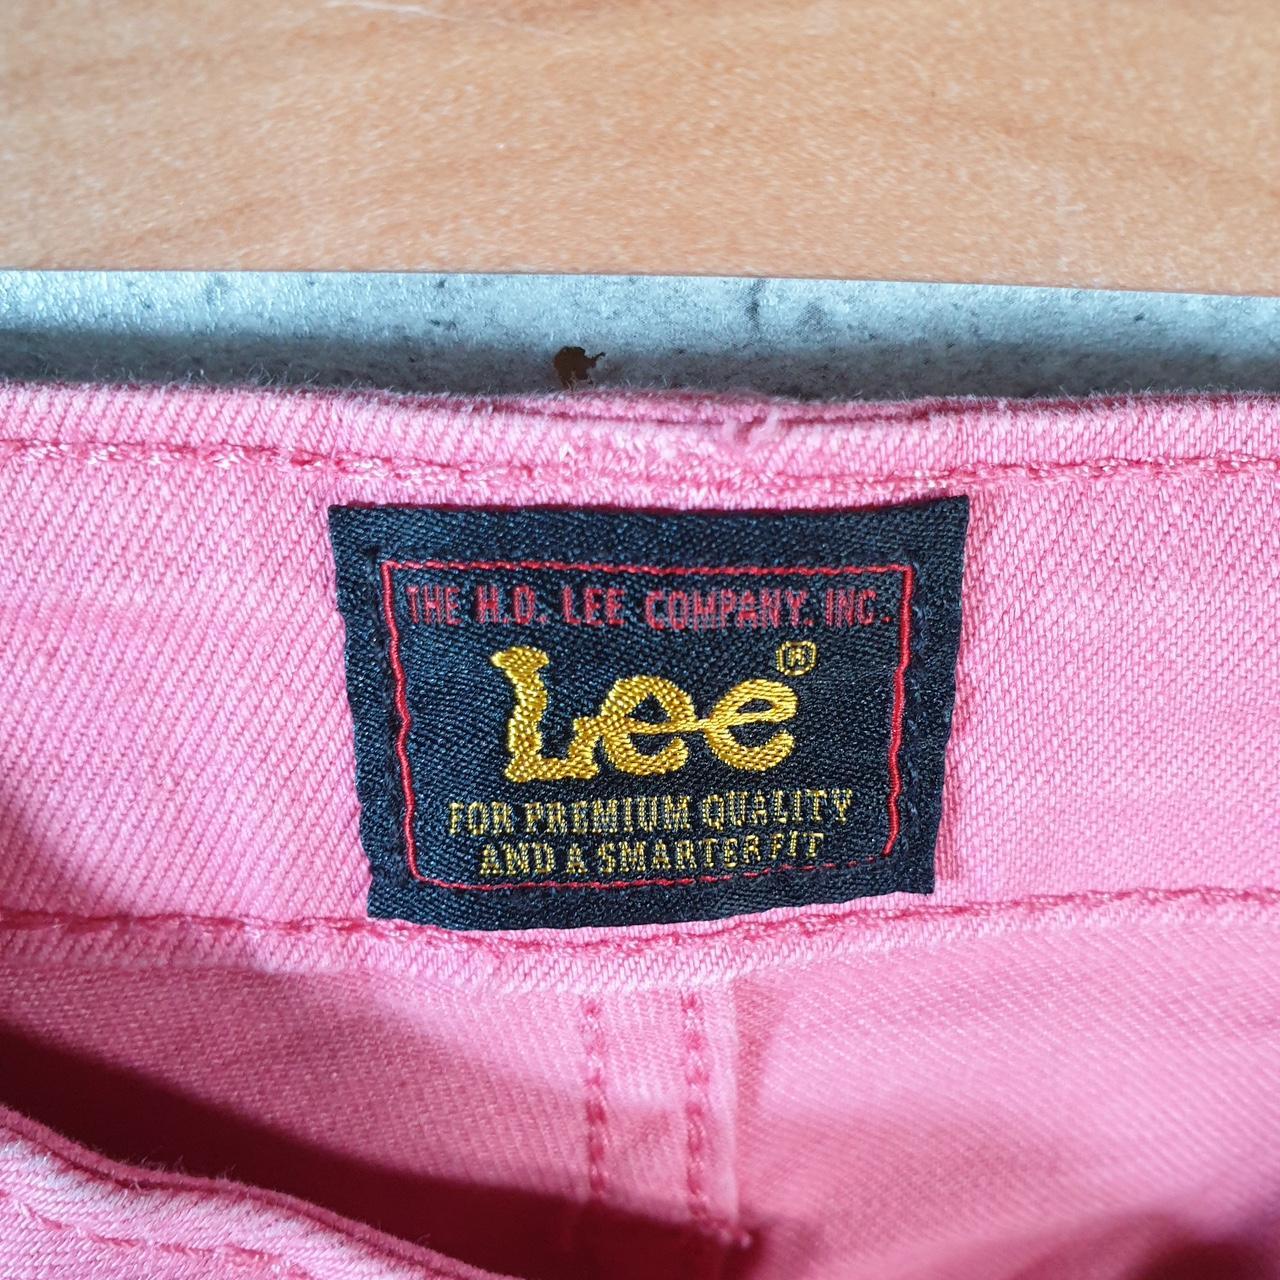 THE H.D. LEE COMPANY. INC.
Lee®
FOR PREMIUM QUALITY
AND A SMARTER FIT